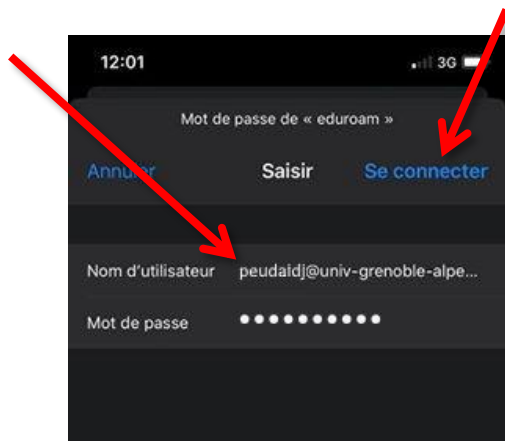 12:01
3G
Mot de passe de « eduroam »
Annuler Saisir Se connecter
Nom d'utilisateur peudaidj@univ-grenoble-alpe...
Mot de passe ●●●●●●●●●●